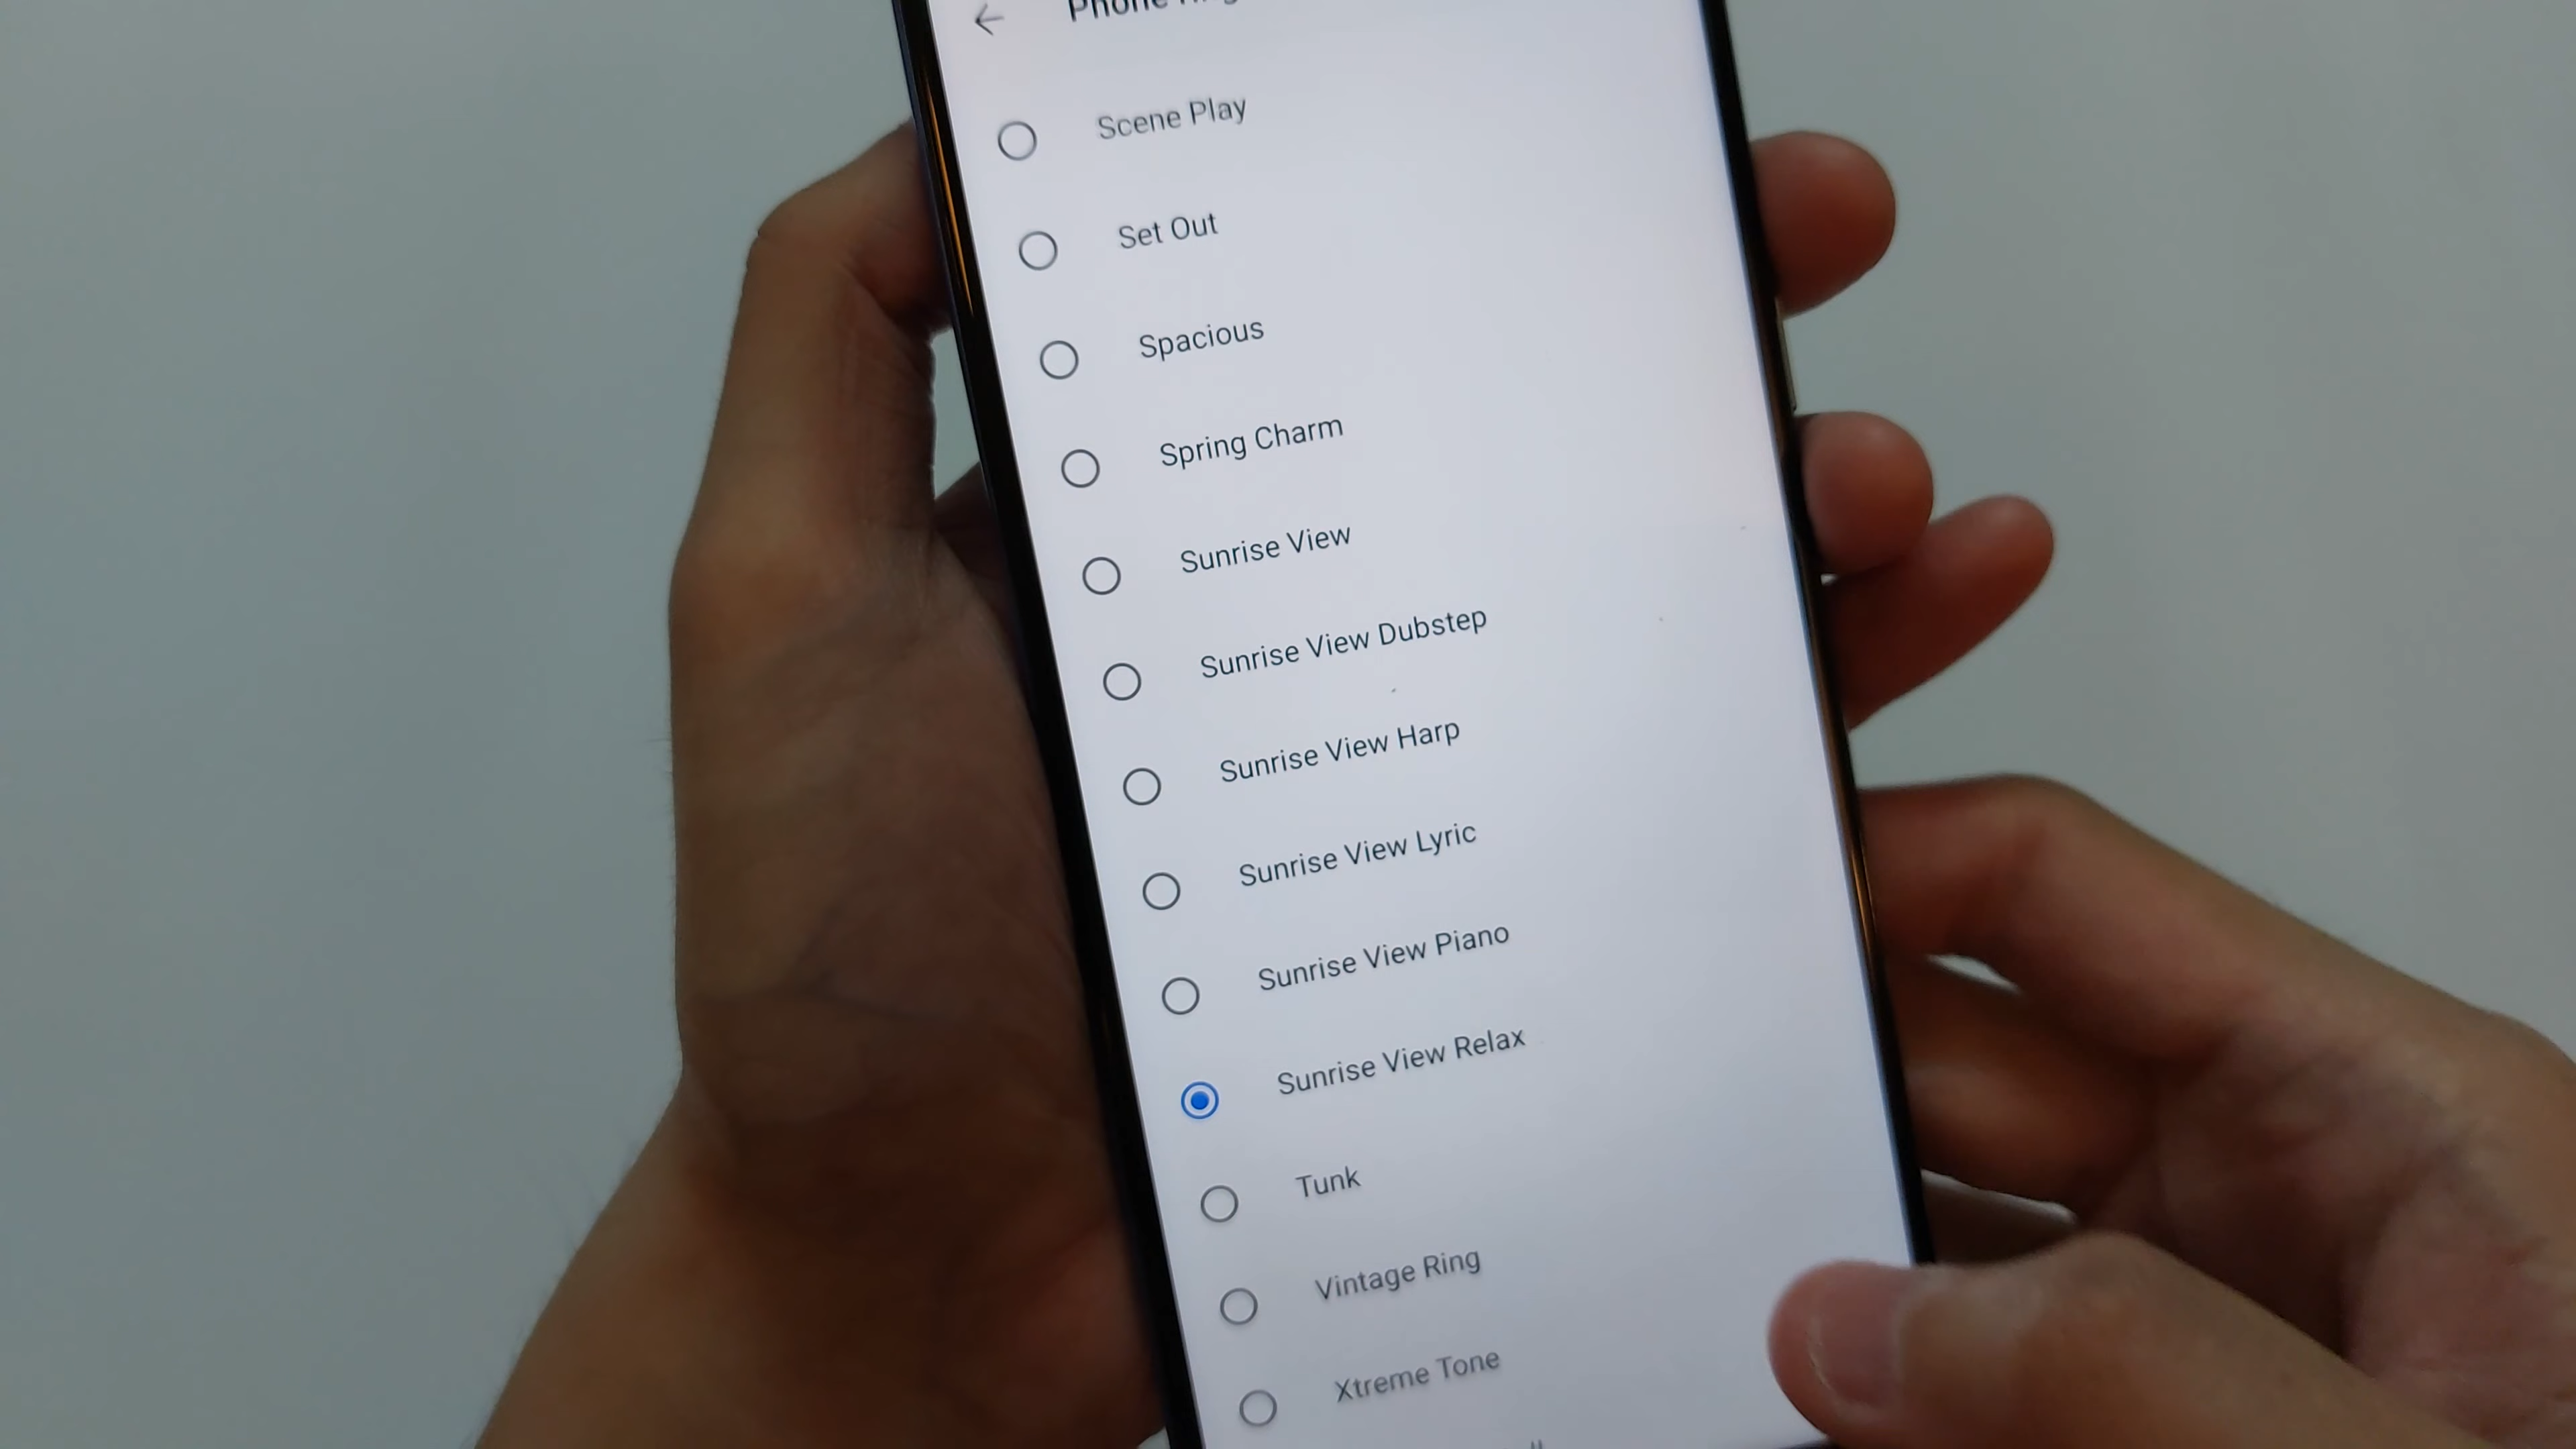 Phone
Scene Play
Set Out
Spacious
Spring Charm
Sunrise View
Sunrise View Dubstep
Sunrise View Harp
Sunrise View Lyric
Sunrise View Piano
Sunrise View Relax
Tunk
Vintage Ring
Xtreme Tone